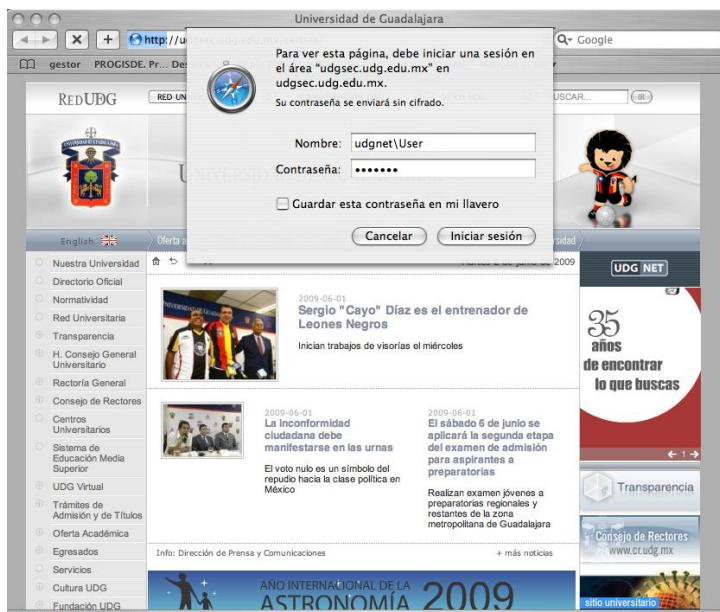 Universidad de Guadalajara
http://u
Google
gestor PROGISDE. Pr... De
Para ver esta página, debe iniciar una sesión en
el área "udgsec.udg.edu.mx" en
udgsec.udg.edu.mx.
Su contraseña se enviará sin cifrado.
Nombre: udgnet\User
Contraseña: •••••••
Guardar esta contraseña en mi llavero
Cancelar Iniciar sesión
RED UDG
RED UN
USCAR... IR
English
Oferta a
sidad
Nuestra Universidad
Directorio Oficial
Normatividad
Red Universitaria
Transparencia
H. Consejo General
Universitario
Rectoría General
Consejo de Rectores
Centros
Universitarios
Sistema de
Educación Media
Superior
UDG Virtual
Trámites de
Admisión y de Títulos
Oferta Académica
Egresados
Servicios
Cultura UDG
Fundación UDG
Martes 2 de junio de 2009
2009-06-01
Sergio "Cayo" Díaz es el entrenador de
Leones Negros
Inician trabajos de visorías el miércoles
2009-06-01
La inconformidad
ciudadana debe
manifestarse en las urnas
El voto nulo es un símbolo del
repudio hacia la clase política en
México
2009-06-01
El sábado 6 de junio se
aplicará la segunda etapa
del examen de admisión
para aspirantes a
preparatorias
Realizan examen jóvenes a
preparatorias regionales y
restantes de la zona
metropolitana de Guadalajara
Info: Dirección de Prensa y Comunicaciones
+ más noticias
AÑO INTERNACIONAL DE LA
ASTRONOMÍA 2009
UDG NET
35
años
de encontrar
lo que buscas
1
Transparencia
Consejo de Rectores
www.cr.udg.mx
sitio universitario